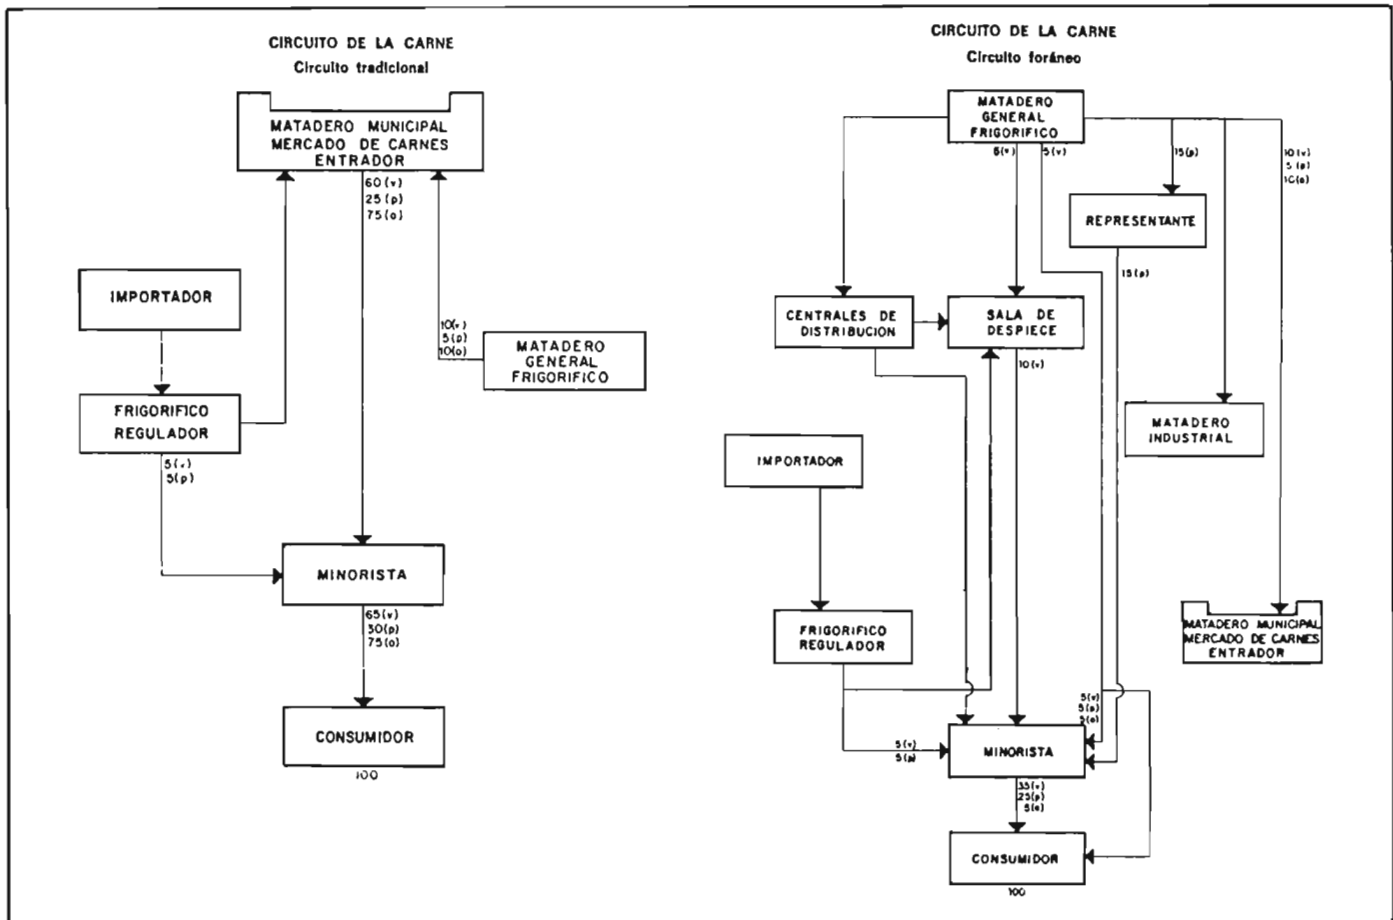 CIRCUITO DE LA CARNE
Circuito tradicional
MATADERO MUNICIPAL
MERCADO DE CARNES
ENTRADOR
60(v)
25(p)
75(o)
IMPORTADOR
10(v)
5(p)
10(o)
MATADERO
GENERAL
FRIGORIFICO
FRIGORIFICO
REGULADOR
5(v)
5(p)
MINORISTA
65(v)
30(p)
75(o)
CONSUMIDOR
100
CIRCUITO DE LA CARNE
Circuito foráneo
MATADERO
GENERAL
FRIGORIFICO
5(v)
15(p)
10(v)
5(p)
10(o)
REPRESENTANTE
15(p)
CENTRALES DE
DISTRIBUCION
SALA DE
DESPIECE
10(v)
MATADERO
INDUSTRIAL
IMPORTADOR
FRIGORIFICO
REGULADOR
MATADERO MUNICIPAL
MERCADO DE CARNES
ENTRADOR
5(v)
5(p)
5(o)
5(v)
5(p)
MINORISTA
35(v)
25(p)
5(o)
CONSUMIDOR
100